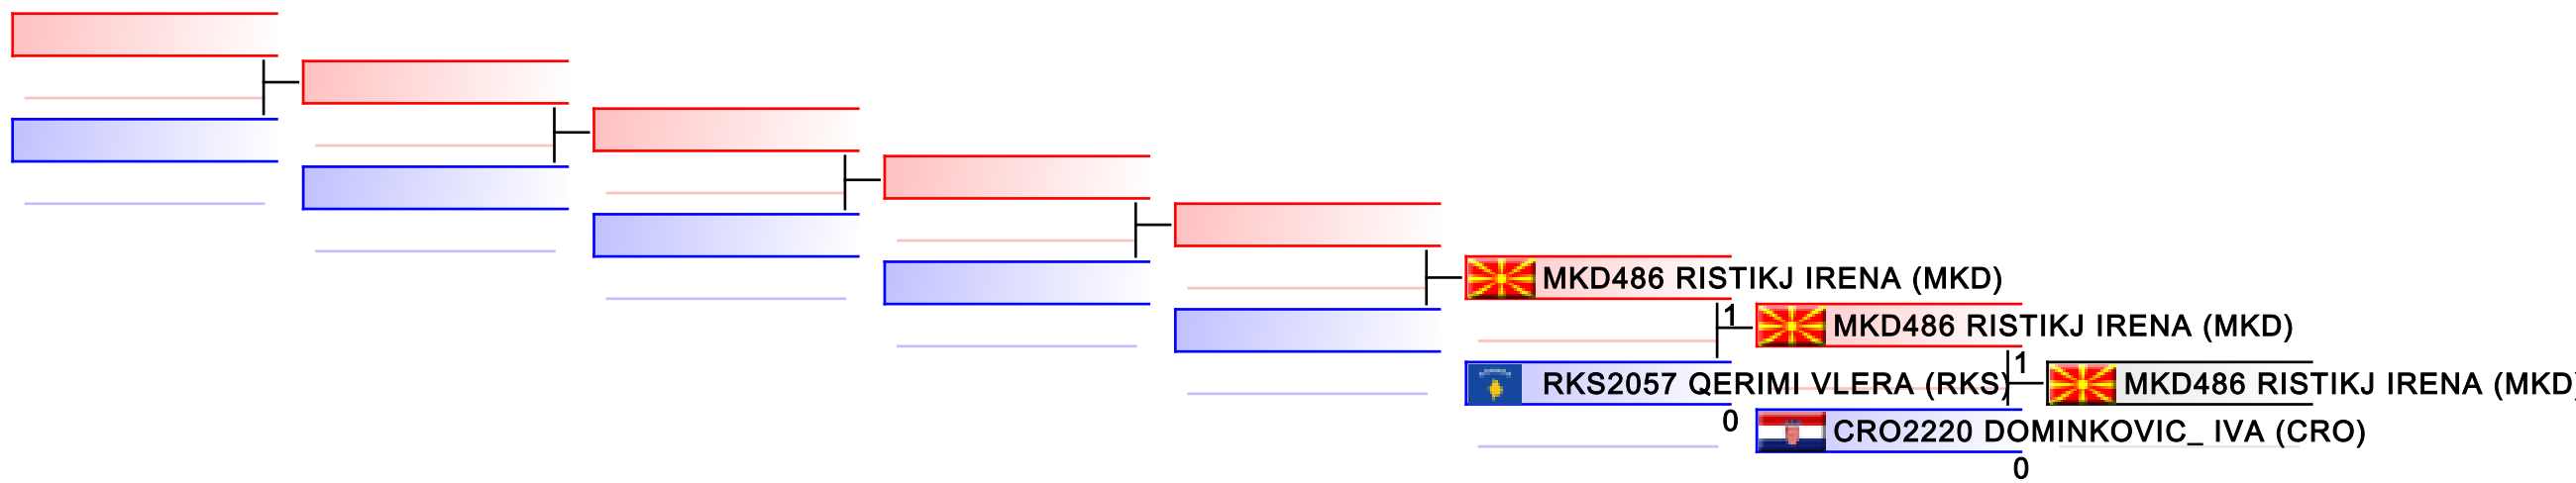 MKD486 RISTIKJ IRENA (MKD)
1
MKD486 RISTIKJ IRENA (MKD)
RKS2057 QERIMI VLERA (RKS)
0
1
MKD486 RISTIKJ IRENA (MKD)
CRO2220 DOMINKOVIC_ IVA (CRO)
0